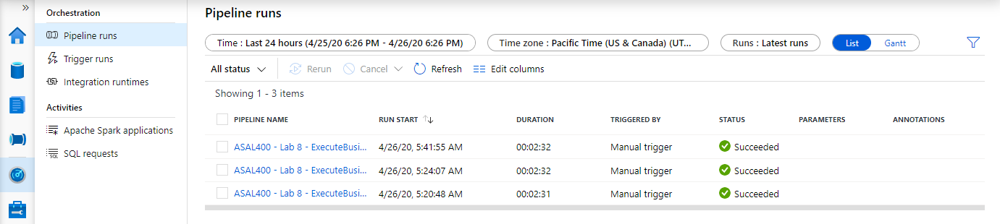 »
Orchestration
Pipeline runs
Trigger runs
Integration runtimes
Activities
Apache Spark applications
SQL requests
Pipeline runs
Time : Last 24 hours (4/25/20 6:26 PM - 4/26/20 6:26 PM) Time zone : Pacific Time (US & Canada) (UT... Runs : Latest runs List Gantt
All status Rerun Cancel Refresh Edit columns
Showing 1 - 3 items
PIPELINE NAME RUN START ↑↓ DURATION TRIGGERED BY STATUS PARAMETERS ANNOTATIONS
ASAL400 - Lab 8 - ExecuteBusi... 4/26/20, 5:41:55 AM 00:02:32 Manual trigger Succeeded
ASAL400 - Lab 8 - ExecuteBusi... 4/26/20, 5:24:07 AM 00:02:32 Manual trigger Succeeded
ASAL400 - Lab 8 - ExecuteBusi... 4/26/20, 5:20:48 AM 00:02:31 Manual trigger Succeeded